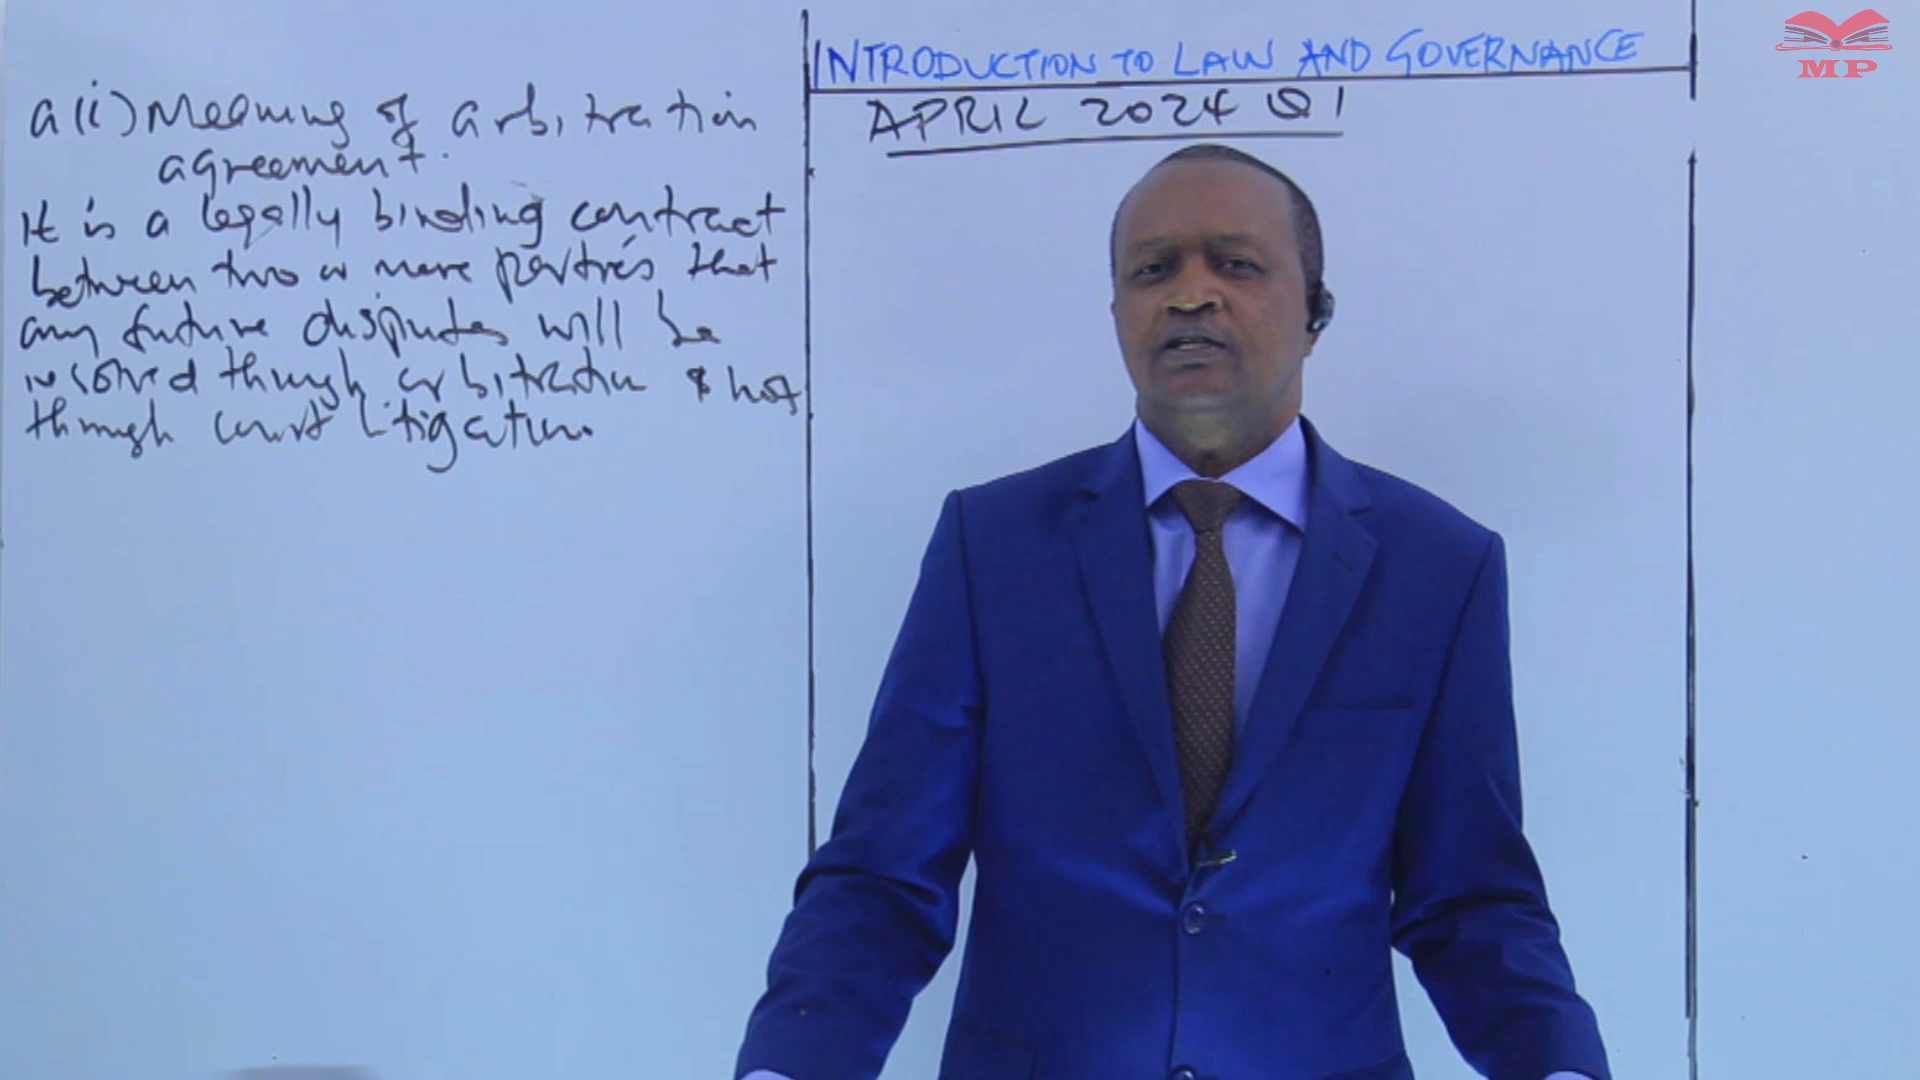 INTRODUCTION TO LAW AND GOVERNANCE
APRIL 2024 Q1
a(i) Meaning of arbitration
agreement.
It is a legally binding contract
between two or more parties that
any future disputes will be
resolved through arbitration & not
through court litigation.
MP